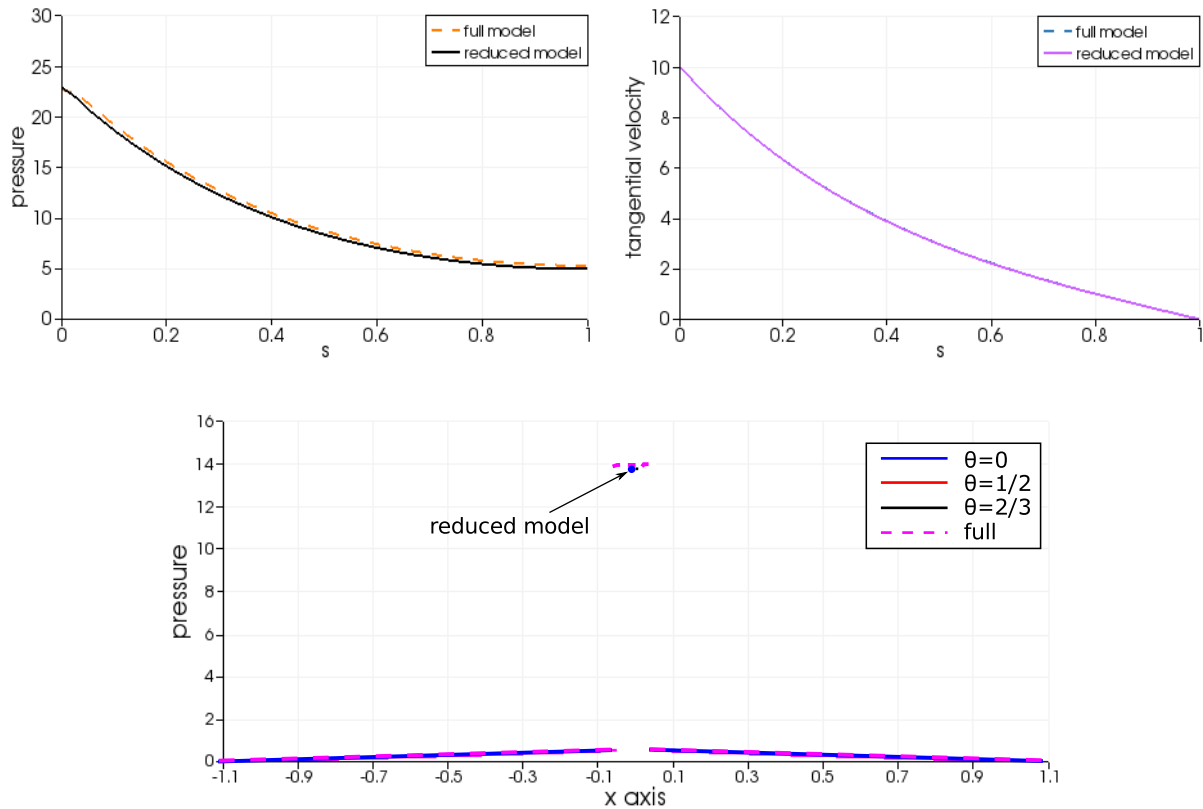 30
25
20
15
10
5
0
pressure
0 0.2 0.4 0.6 0.8 1
s
full model
reduced model
12
10
8
6
4
2
0
tangential velocity
0 0.2 0.4 0.6 0.8 1
s
full model
reduced model
16
14
12
10
8
6
4
2
0
pressure
reduced model
θ=0
θ=1/2
θ=2/3
full
-1.1 -0.9 -0.7 -0.5 -0.3 -0.1 0.1 0.3 0.5 0.7 0.9 1.1
x axis